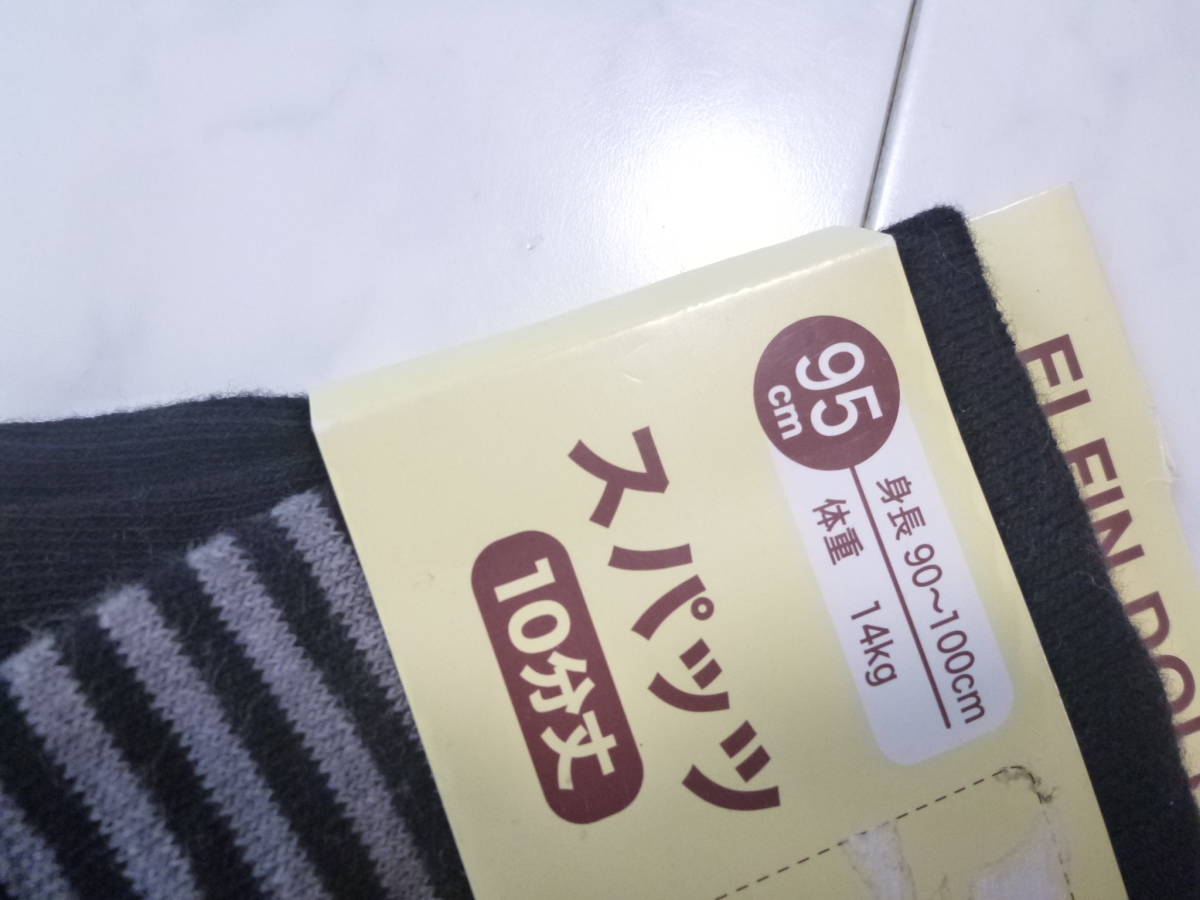 95
cm
身長 90～100cm
体重 14kg
スパッツ
10分丈